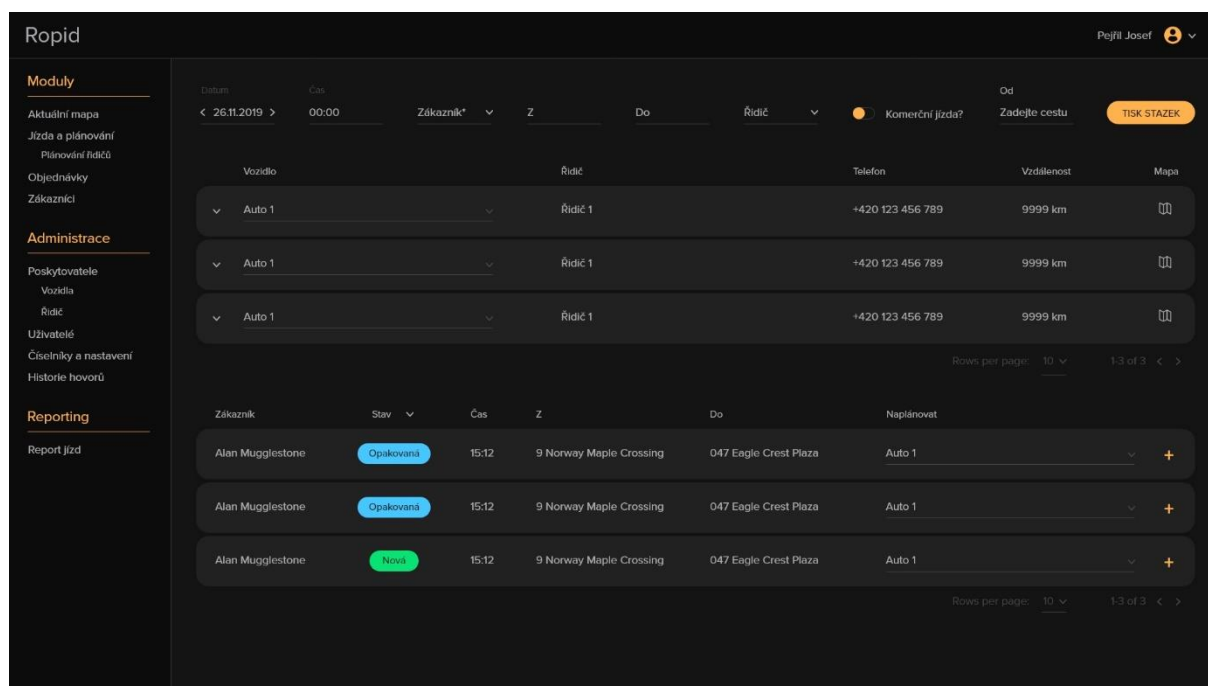 Ropid
Pejřil Josef
Moduly
Aktuální mapa
Jízda a plánování
Plánování řidičů
Objednávky
Zákazníci
Administrace
Poskytovatele
Vozidla
Řidič
Uživatelé
Číselníky a nastavení
Historie hovorů
Reporting
Report jízd
Datum Čas Od
< 26.11.2019 > 00:00 Zákazník* Z Do Řidič Komerční jízda? Zadejte cestu TISK STAZEK
Vozidlo Řidič Telefon Vzdálenost Mapa
Auto 1 Řidič 1 +420 123 456 789 9999 km
Auto 1 Řidič 1 +420 123 456 789 9999 km
Auto 1 Řidič 1 +420 123 456 789 9999 km
Rows per page: 10 1-3 of 3 < >
Zákazník Stav Čas Z Do Naplánovat
Alan Mugglestone Opakovaná 15:12 9 Norway Maple Crossing 047 Eagle Crest Plaza Auto 1 +
Alan Mugglestone Opakovaná 15:12 9 Norway Maple Crossing 047 Eagle Crest Plaza Auto 1 +
Alan Mugglestone Nová 15:12 9 Norway Maple Crossing 047 Eagle Crest Plaza Auto 1 +
Rows per page: 10 1-3 of 3 < >